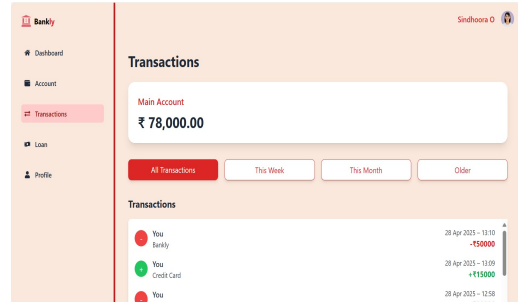 Bankly
Sindhoora O
Dashboard
Account
Transactions
Loan
Profile
Transactions
Main Account
₹ 78,000.00
All Transactions
This Week
This Month
Older
Transactions
- You
Bankly
28 Apr 2025 – 13:10
-₹50000
+ You
Credit Card
28 Apr 2025 – 13:09
+₹15000
- You
28 Apr 2025 – 12:58